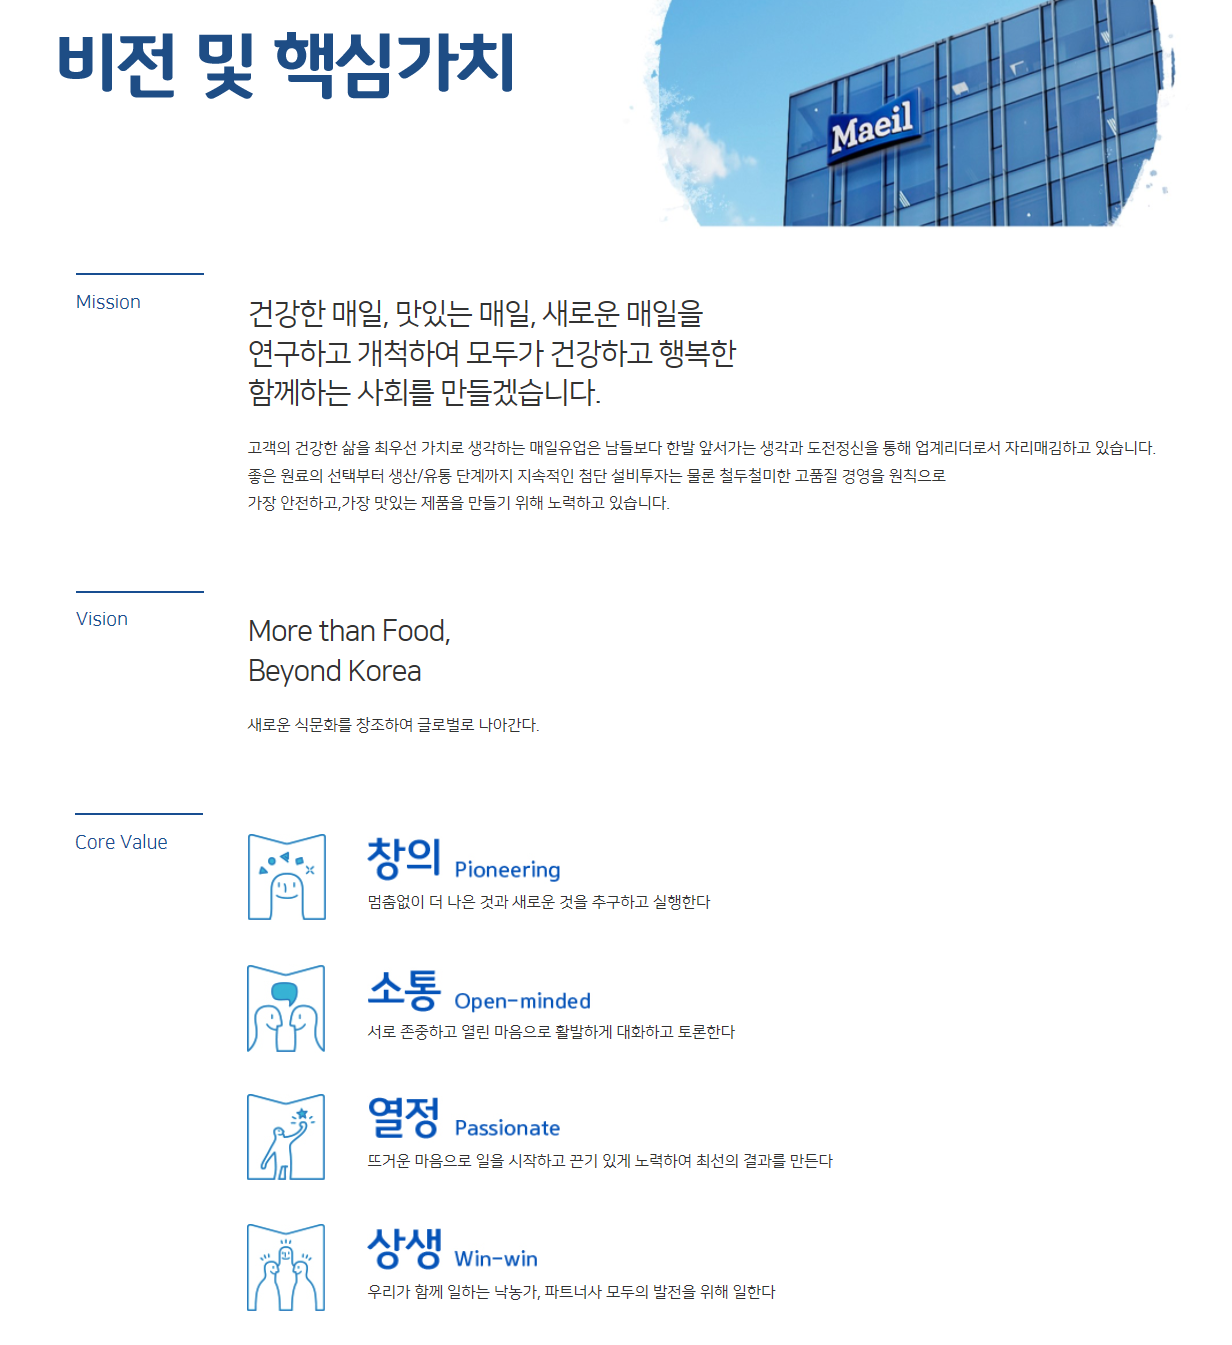 비전 및 핵심가치
Maeil
Mission
건강한 매일, 맛있는 매일, 새로운 매일을
연구하고 개척하여 모두가 건강하고 행복한
함께하는 사회를 만들겠습니다.
고객의 건강한 삶을 최우선 가치로 생각하는 매일유업은 남들보다 한발 앞서가는 생각과 도전정신을 통해 업계리더로서 자리매김하고 있습니다.
좋은 원료의 선택부터 생산/유통 단계까지 지속적인 첨단 설비투자는 물론 철두철미한 고품질 경영을 원칙으로
가장 안전하고,가장 맛있는 제품을 만들기 위해 노력하고 있습니다.
Vision
More than Food,
Beyond Korea
새로운 식문화를 창조하여 글로벌로 나아간다.
Core Value
창의 Pioneering
멈춤없이 더 나은 것과 새로운 것을 추구하고 실행한다
소통 Open-minded
서로 존중하고 열린 마음으로 활발하게 대화하고 토론한다
열정 Passionate
뜨거운 마음으로 일을 시작하고 끈기 있게 노력하여 최선의 결과를 만든다
상생 Win-win
우리가 함께 일하는 낙농가, 파트너사 모두의 발전을 위해 일한다